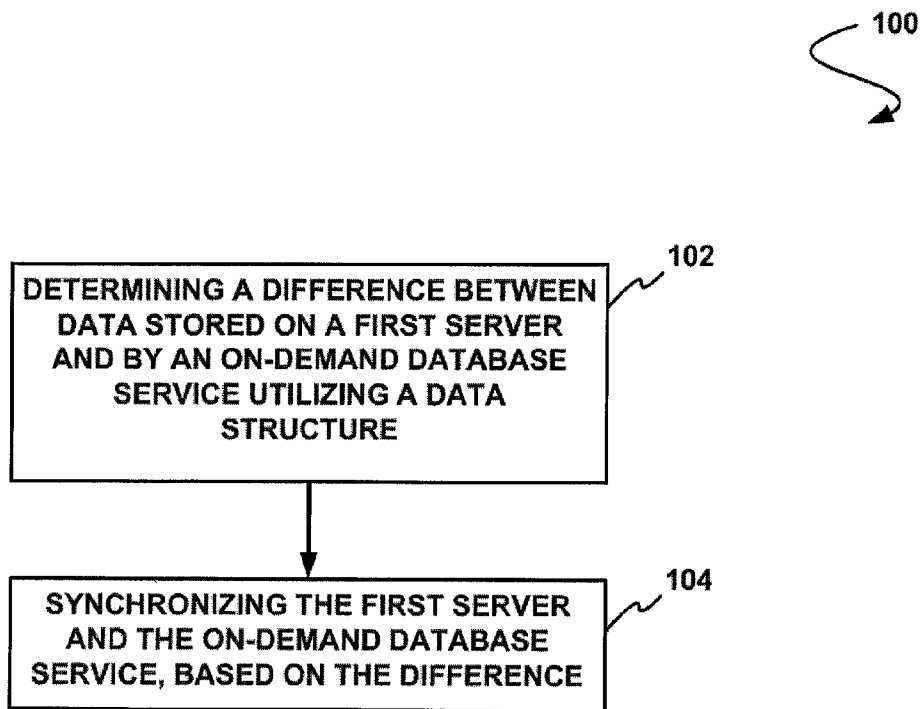 100
102
DETERMINING A DIFFERENCE BETWEEN
DATA STORED ON A FIRST SERVER
AND BY AN ON-DEMAND DATABASE
SERVICE UTILIZING A DATA
STRUCTURE
104
SYNCHRONIZING THE FIRST SERVER
AND THE ON-DEMAND DATABASE
SERVICE, BASED ON THE DIFFERENCE